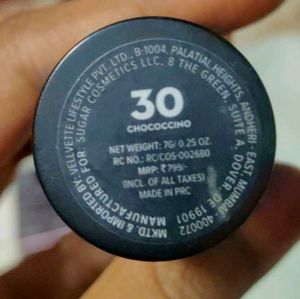 30
CHOCOCCINO
NET WEIGHT: 7G/ 0.25 OZ.
RC NO.: RC/COS-002680
MRP: ₹ 799/-
(INCL. OF ALL TAXES)
MADE IN PRC
MKTD. & IMPORTED BY: VELLVETTE LIFESTYLE PVT. LTD., B-1004, PALATIAL HEIGHTS, ANDHERI- EAST, MUMBAI, 400072
MANUFACTURED FOR: SUGAR COSMETICS LLC, 8 THE GREEN, SUITE A, DOVER, DE 19901